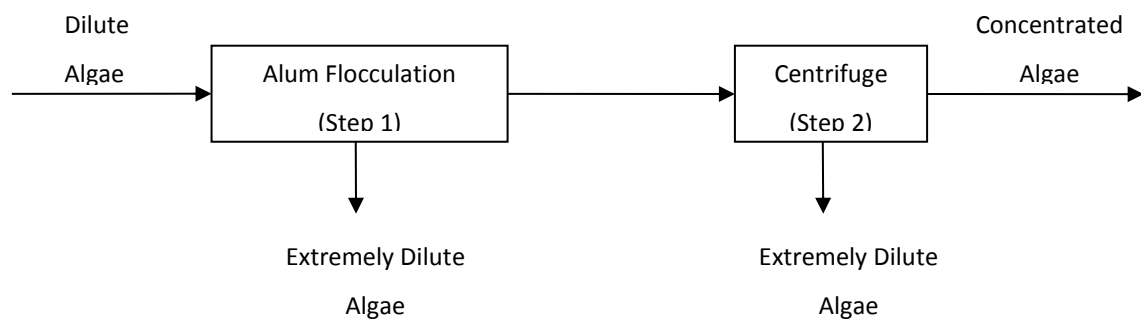 Dilute
Algae
Alum Flocculation
(Step 1)
Centrifuge
(Step 2)
Concentrated
Algae
Extremely Dilute
Algae
Extremely Dilute
Algae